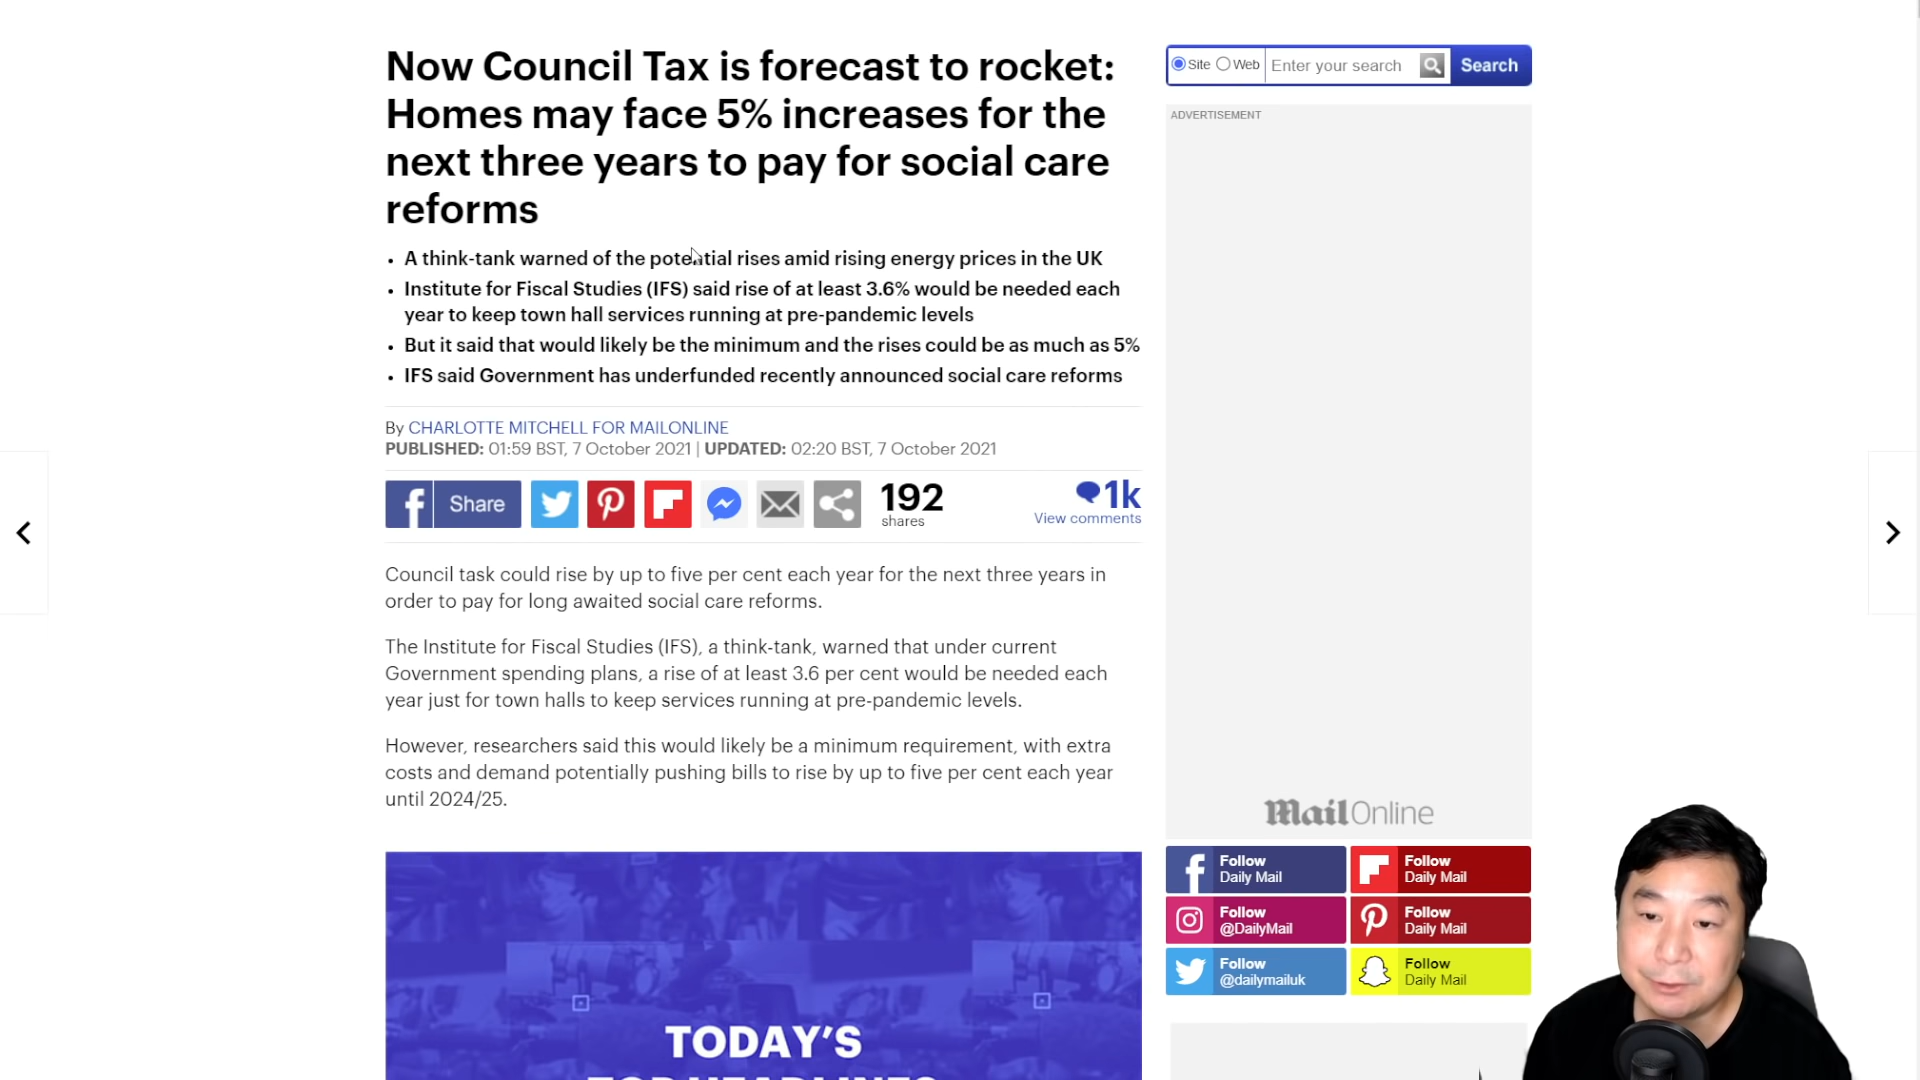 Now Council Tax is forecast to rocket:
Homes may face 5% increases for the
next three years to pay for social care
reforms
• A think-tank warned of the potential rises amid rising energy prices in the UK
• Institute for Fiscal Studies (IFS) said rise of at least 3.6% would be needed each
year to keep town hall services running at pre-pandemic levels
• But it said that would likely be the minimum and the rises could be as much as 5%
• IFS said Government has underfunded recently announced social care reforms
By CHARLOTTE MITCHELL FOR MAILONLINE
PUBLISHED: 01:59 BST, 7 October 2021 | UPDATED: 02:20 BST, 7 October 2021
Share
192
shares
1k
View comments
Council task could rise by up to five per cent each year for the next three years in
order to pay for long awaited social care reforms.
The Institute for Fiscal Studies (IFS), a think-tank, warned that under current
Government spending plans, a rise of at least 3.6 per cent would be needed each
year just for town halls to keep services running at pre-pandemic levels.
However, researchers said this would likely be a minimum requirement, with extra
costs and demand potentially pushing bills to rise by up to five per cent each year
until 2024/25.
TODAY'S
TOP HEADLINES
Site Web Enter your search Search
ADVERTISEMENT
Mail Online
Follow
Daily Mail
Follow
Daily Mail
Follow
@DailyMail
Follow
Daily Mail
Follow
@dailymailuk
Follow
Daily Mail